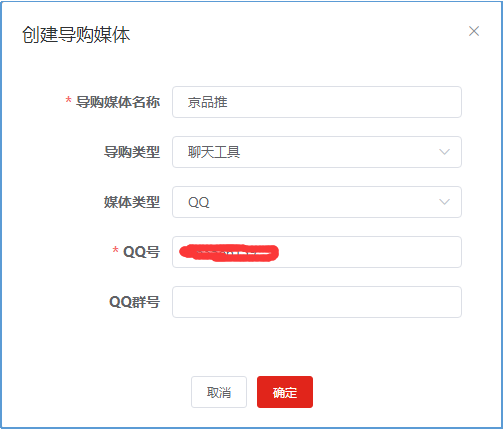 创建导购媒体
* 导购媒体名称 京品推
导购类型 聊天工具
媒体类型 QQ
* QQ号
QQ群号
取消 确定